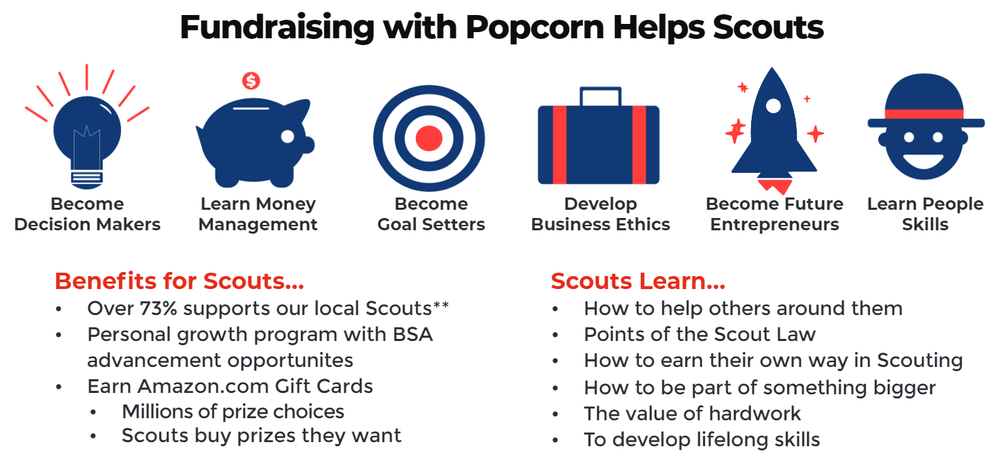 Fundraising with Popcorn Helps Scouts
$
Become
Decision Makers
Learn Money
Management
Become
Goal Setters
Develop
Business Ethics
Become Future
Entrepreneurs
Learn People
Skills
Benefits for Scouts...
• Over 73% supports our local Scouts**
• Personal growth program with BSA
advancement opportunites
• Earn Amazon.com Gift Cards
• Millions of prize choices
• Scouts buy prizes they want
Scouts Learn...
• How to help others around them
• Points of the Scout Law
• How to earn their own way in Scouting
• How to be part of something bigger
• The value of hardwork
• To develop lifelong skills